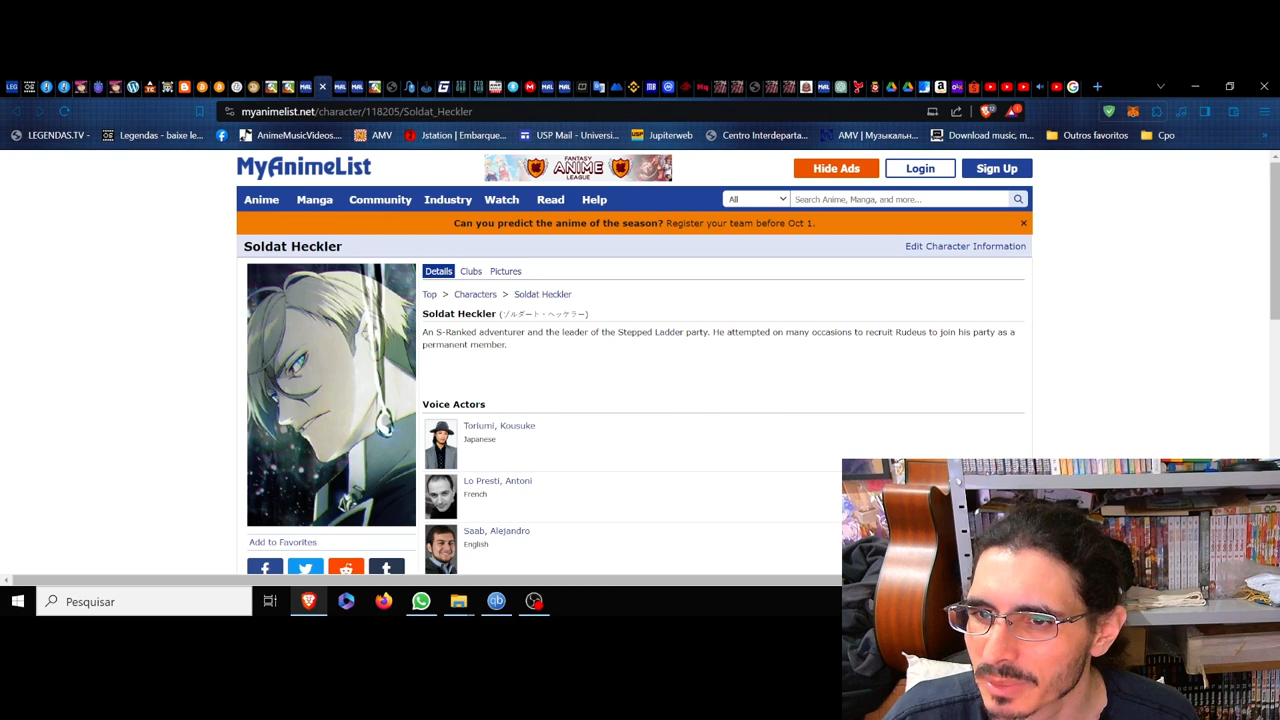 myanimelist.net/character/118205/Soldat_Heckler
LEGENDAS.TV -
Legendas - baixe le...
AnimeMusicVideos....
AMV
Jstation | Embarque...
USP Mail - Universi...
Jupiterweb
Centro Interdeparta...
AMV | Музыкальн...
Download music, m...
Outros favoritos
Cpo
MyAnimeList
FANTASY
ANIME
LEAGUE
Hide Ads
Login
Sign Up
Anime
Manga
Community
Industry
Watch
Read
Help
All
Search Anime, Manga, and more...
Can you predict the anime of the season? Register your team before Oct 1.
Soldat Heckler
Edit Character Information
Details
Clubs
Pictures
Top > Characters > Soldat Heckler
Soldat Heckler (ゾルダート・ヘッケラー)
An S-Ranked adventurer and the leader of the Stepped Ladder party. He attempted on many occasions to recruit Rudeus to join his party as a
permanent member.
Voice Actors
Toriumi, Kousuke
Japanese
Lo Presti, Antoni
French
Saab, Alejandro
English
Add to Favorites
Pesquisar